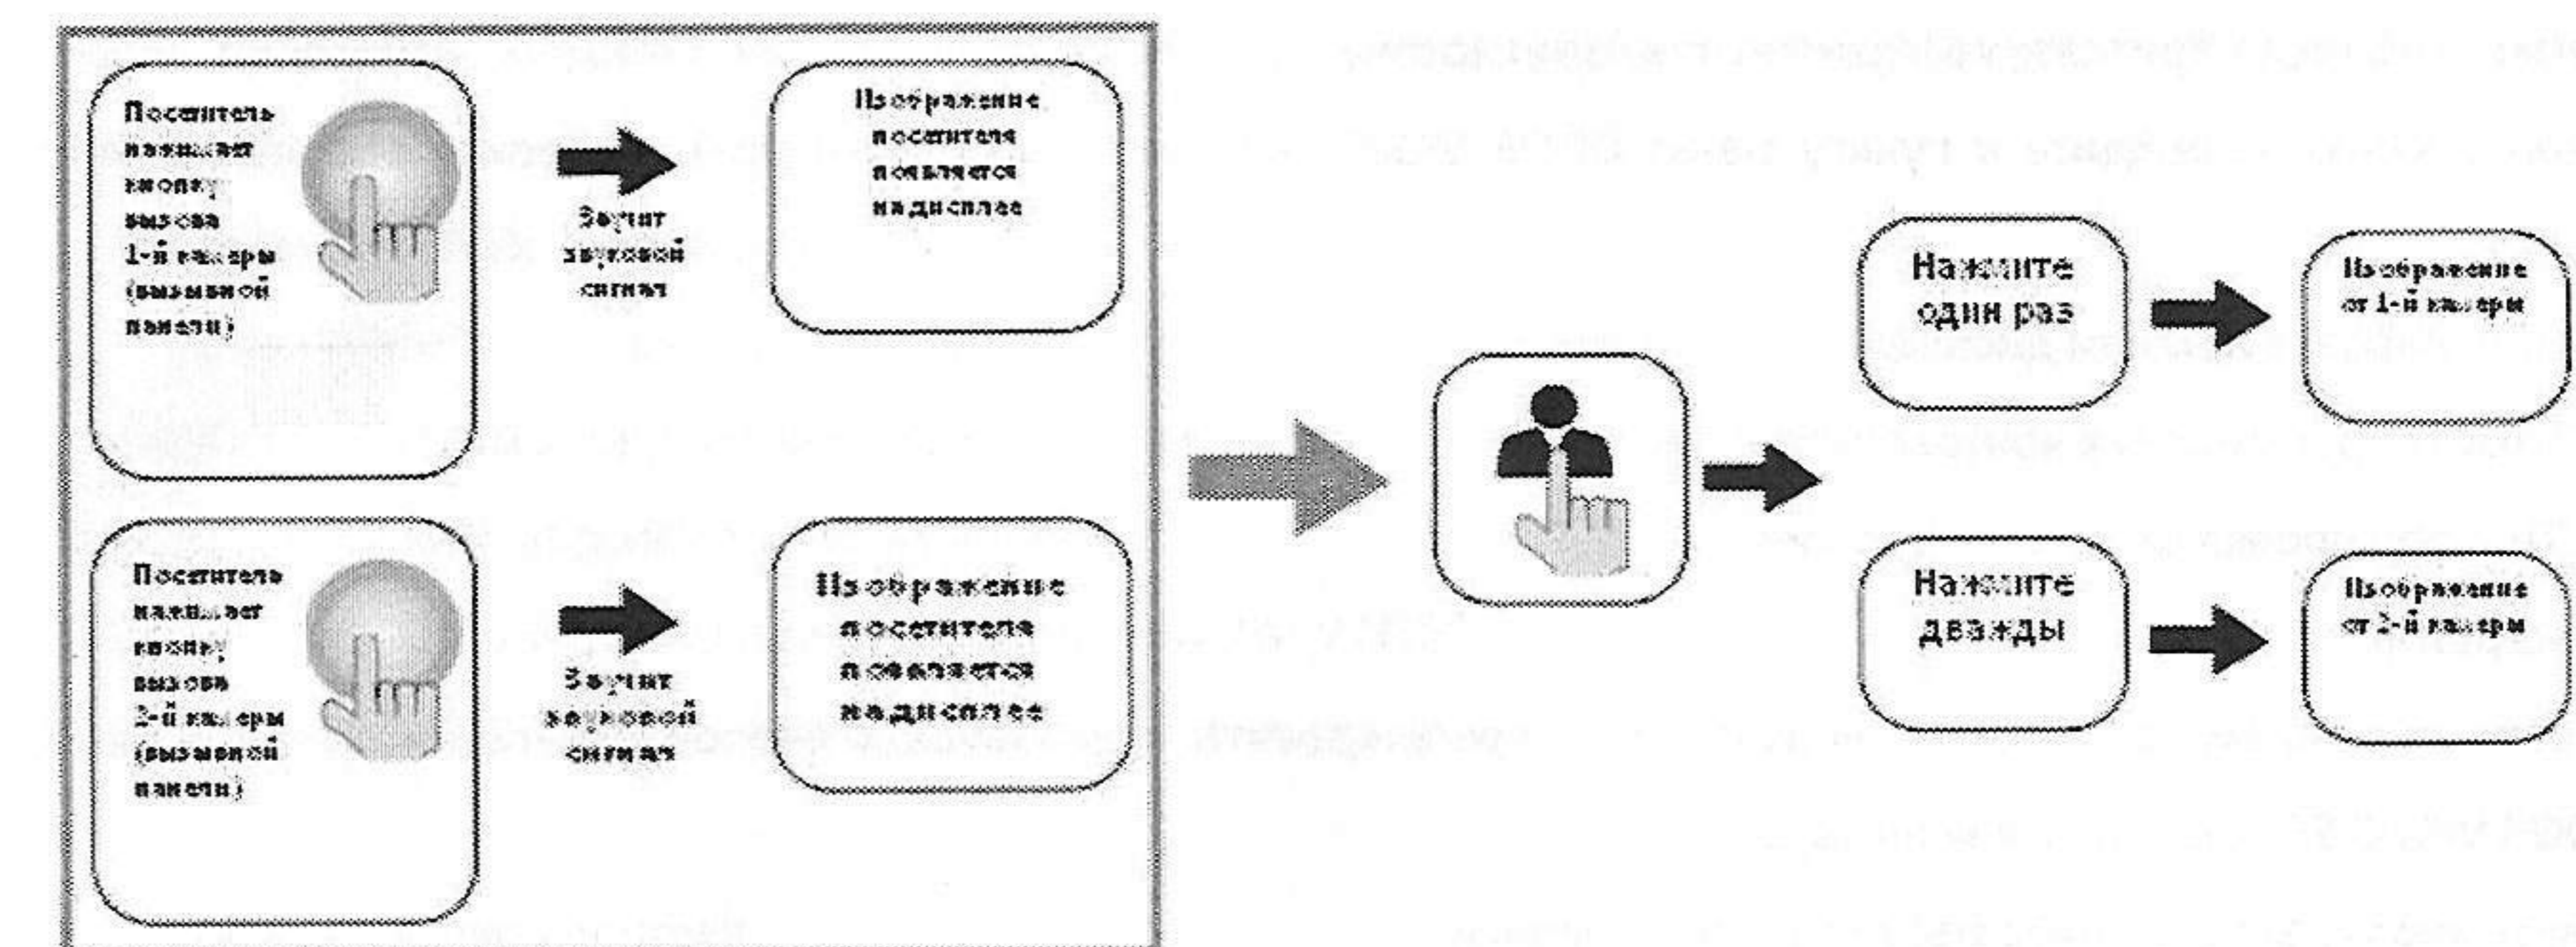 Посетитель
нажимает
кнопку
вызова
1-й камеры
(вызывной
панели)
Звучит
звуковой
сигнал
Изображение
посетителя
появляется
на дисплее
Посетитель
нажимает
кнопку
вызова
2-й камеры
(вызывной
панели)
Звучит
звуковой
сигнал
Изображение
посетителя
появляется
на дисплее
Нажмите
один раз
Изображение
от 1-й камеры
Нажмите
дважды
Изображение
от 2-й камеры